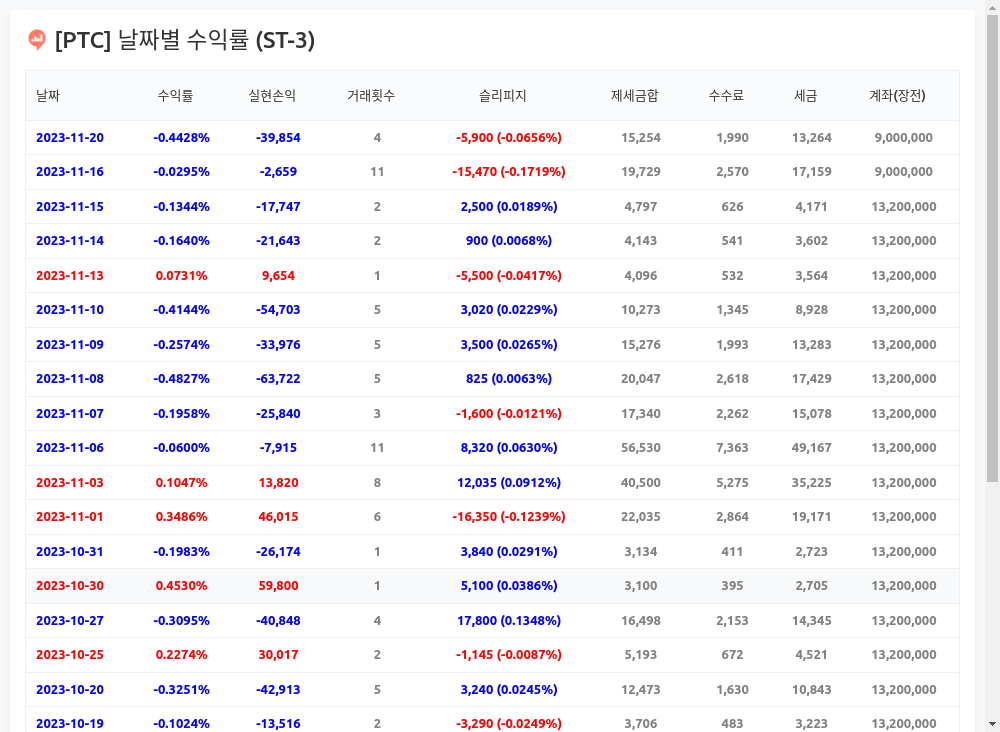 [PTC] 날짜별 수익률 (ST-3)
날짜 수익률 실현손익 거래횟수 슬리피지 제세금합 수수료 세금 계좌(장전)
2023-11-20 -0.4428% -39,854 4 -5,900 (-0.0656%) 15,254 1,990 13,264 9,000,000
2023-11-16 -0.0295% -2,659 11 -15,470 (-0.1719%) 19,729 2,570 17,159 9,000,000
2023-11-15 -0.1344% -17,747 2 2,500 (0.0189%) 4,797 626 4,171 13,200,000
2023-11-14 -0.1640% -21,643 2 900 (0.0068%) 4,143 541 3,602 13,200,000
2023-11-13 0.0731% 9,654 1 -5,500 (-0.0417%) 4,096 532 3,564 13,200,000
2023-11-10 -0.4144% -54,703 5 3,020 (0.0229%) 10,273 1,345 8,928 13,200,000
2023-11-09 -0.2574% -33,976 5 3,500 (0.0265%) 15,276 1,993 13,283 13,200,000
2023-11-08 -0.4827% -63,722 5 825 (0.0063%) 20,047 2,618 17,429 13,200,000
2023-11-07 -0.1958% -25,840 3 -1,600 (-0.0121%) 17,340 2,262 15,078 13,200,000
2023-11-06 -0.0600% -7,915 11 8,320 (0.0630%) 56,530 7,363 49,167 13,200,000
2023-11-03 0.1047% 13,820 8 12,035 (0.0912%) 40,500 5,275 35,225 13,200,000
2023-11-01 0.3486% 46,015 6 -16,350 (-0.1239%) 22,035 2,864 19,171 13,200,000
2023-10-31 -0.1983% -26,174 1 3,840 (0.0291%) 3,134 411 2,723 13,200,000
2023-10-30 0.4530% 59,800 1 5,100 (0.0386%) 3,100 395 2,705 13,200,000
2023-10-27 -0.3095% -40,848 4 17,800 (0.1348%) 16,498 2,153 14,345 13,200,000
2023-10-25 0.2274% 30,017 2 -1,145 (-0.0087%) 5,193 672 4,521 13,200,000
2023-10-20 -0.3251% -42,913 5 3,240 (0.0245%) 12,473 1,630 10,843 13,200,000
2023-10-19 -0.1024% -13,516 2 -3,290 (-0.0249%) 3,706 483 3,223 13,200,000